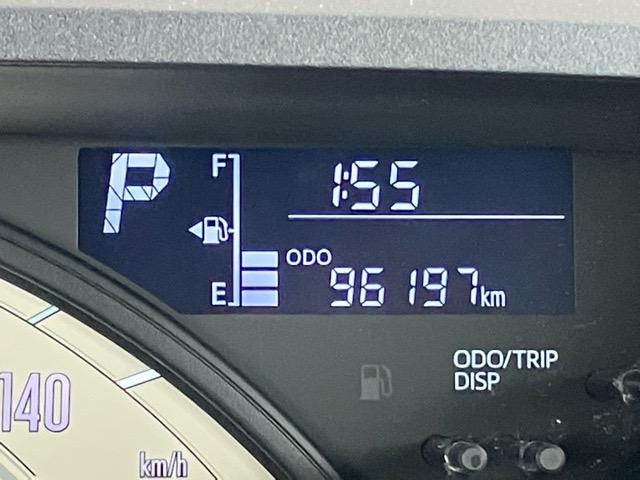 P
F
1:55
ODO
E
96197km
ODO/TRIP
DISP
140
km/h